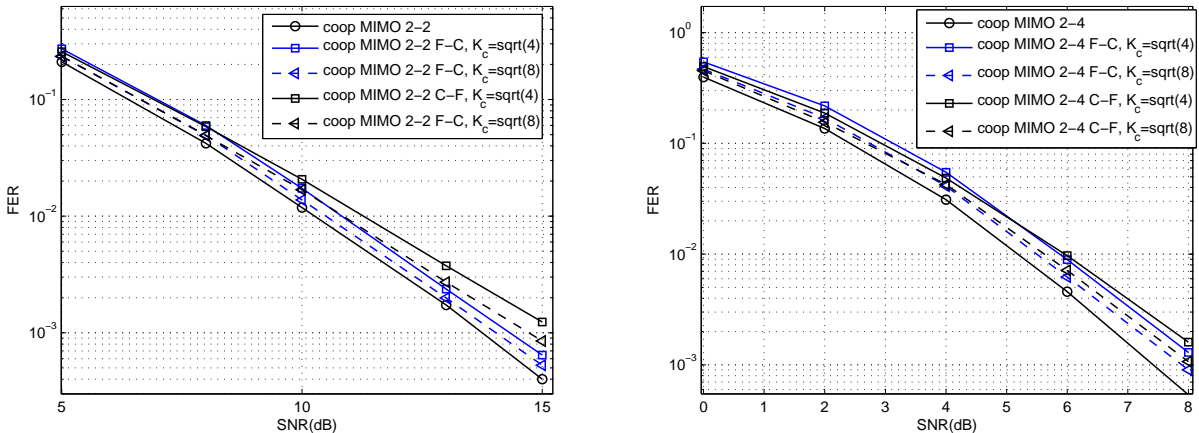 coop MIMO 2−2
coop MIMO 2−2 F−C, K_c=sqrt(4)
coop MIMO 2−2 F−C, K_c=sqrt(8)
coop MIMO 2−2 C−F, K_c=sqrt(4)
coop MIMO 2−2 F−C, K_c=sqrt(8)
10^−1
10^−2
10^−3
FER
5
10
15
SNR(dB)
coop MIMO 2−4
coop MIMO 2−4 F−C, K_c=sqrt(4)
coop MIMO 2−4 F−C, K_c=sqrt(8)
coop MIMO 2−4 C−F, K_c=sqrt(4)
coop MIMO 2−4 C−F, K_c=sqrt(8)
10^0
10^−1
10^−2
10^−3
FER
0 1 2 3 4 5 6 7 8
SNR(dB)